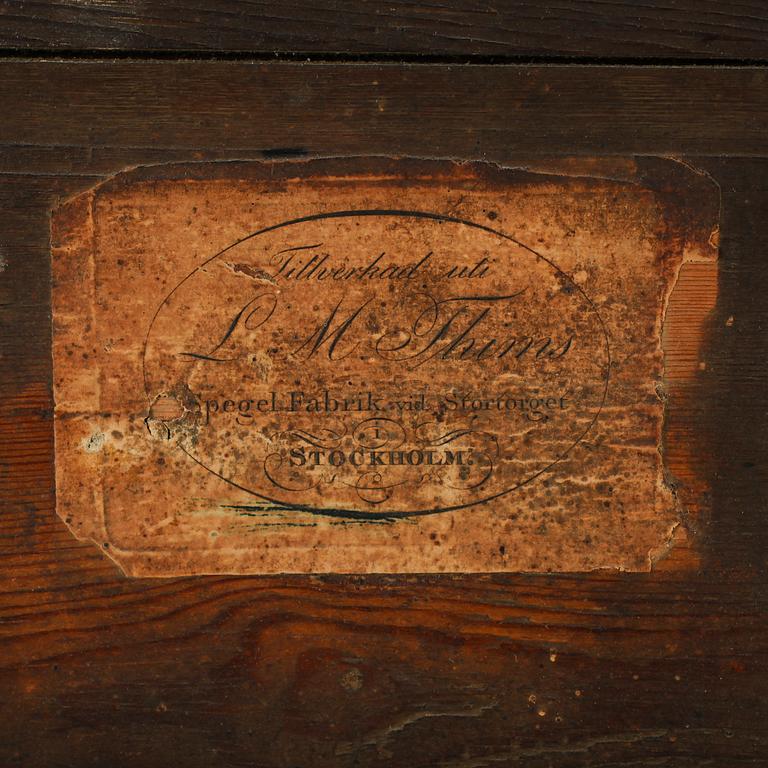 Tillverkad uti
L. M. Thims
Spegel Fabrik vid Stortorget
I
STOCKHOLM.